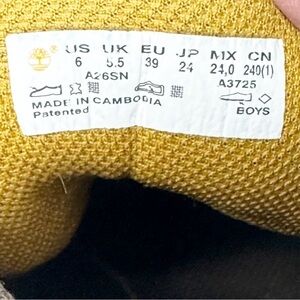 US UK EU JP MX CN
6 5.5 39 24 24,0 240(1)
A26SN A3725
MADE IN CAMBODIA
Patented BOYS